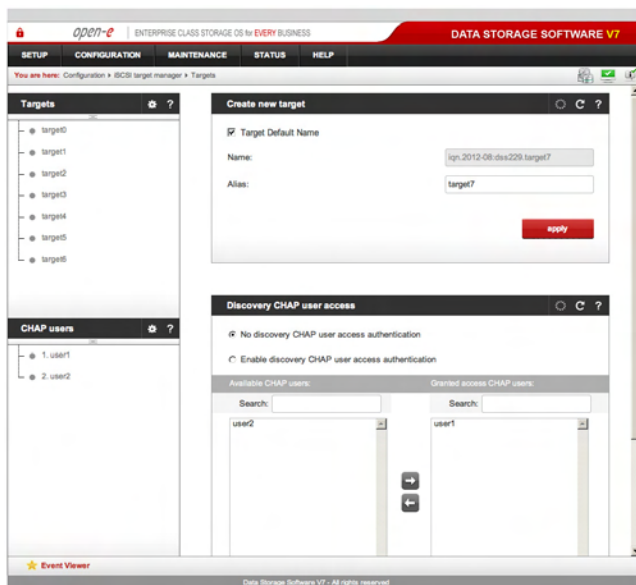 open-e ENTERPRISE CLASS STORAGE OS for EVERY BUSINESS
DATA STORAGE SOFTWARE V7
SETUP CONFIGURATION MAINTENANCE STATUS HELP
You are here: Configuration iSCSI target manager Targets
Targets ?
target0
target1
target2
target3
target4
target5
target6
CHAP users ?
1. user1
2. user2
Create new target C ?
Target Default Name
Name: iqn.2012-08:dss229.target7
Alias: target7
apply
Discovery CHAP user access C ?
No discovery CHAP user access authentication
Enable discovery CHAP user access authentication
Available CHAP users: Granted access CHAP users:
Search: Search:
user2 user1
Event Viewer
Data Storage Software V7 - All rights reserved